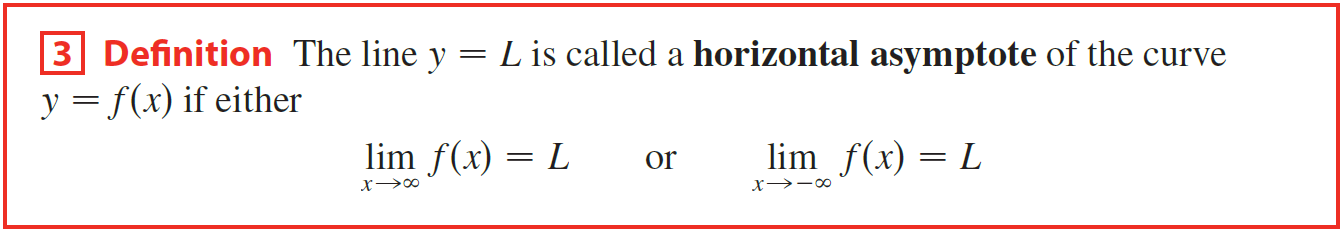 3 Definition The line y = L is called a horizontal asymptote of the curve
y = f(x) if either
lim f(x) = L or lim f(x) = L
x→∞ x→−∞